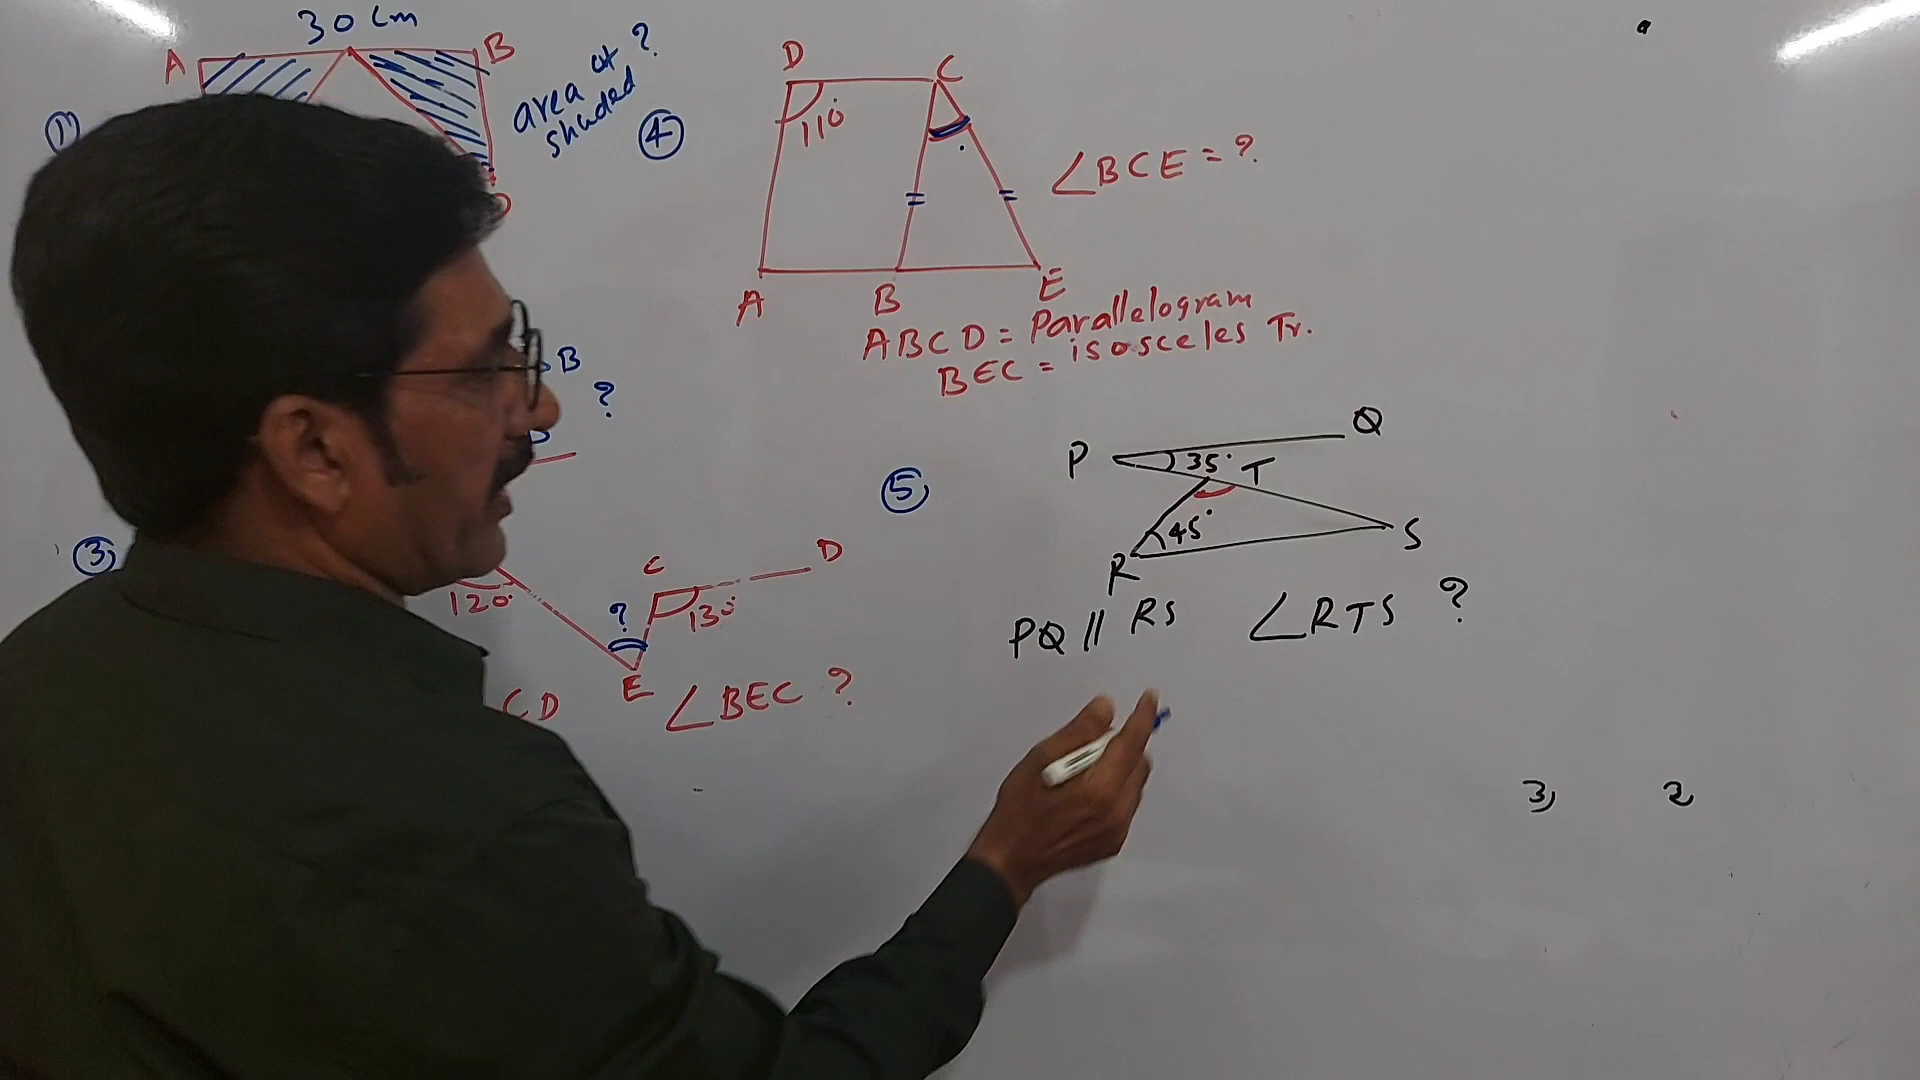 30 cm
A
B
area of
shaded
?
①
④
D
C
110°
∠BCE = ?
A
B
E
ABCD = Parallelogram
BEC = isosceles Tr.
B
?
⑤
P
Q
35°
T
45°
R
S
PQ // RS
∠RTS ?
③
120°
C
D
130°
?
E
CD
∠BEC ?
3,
2